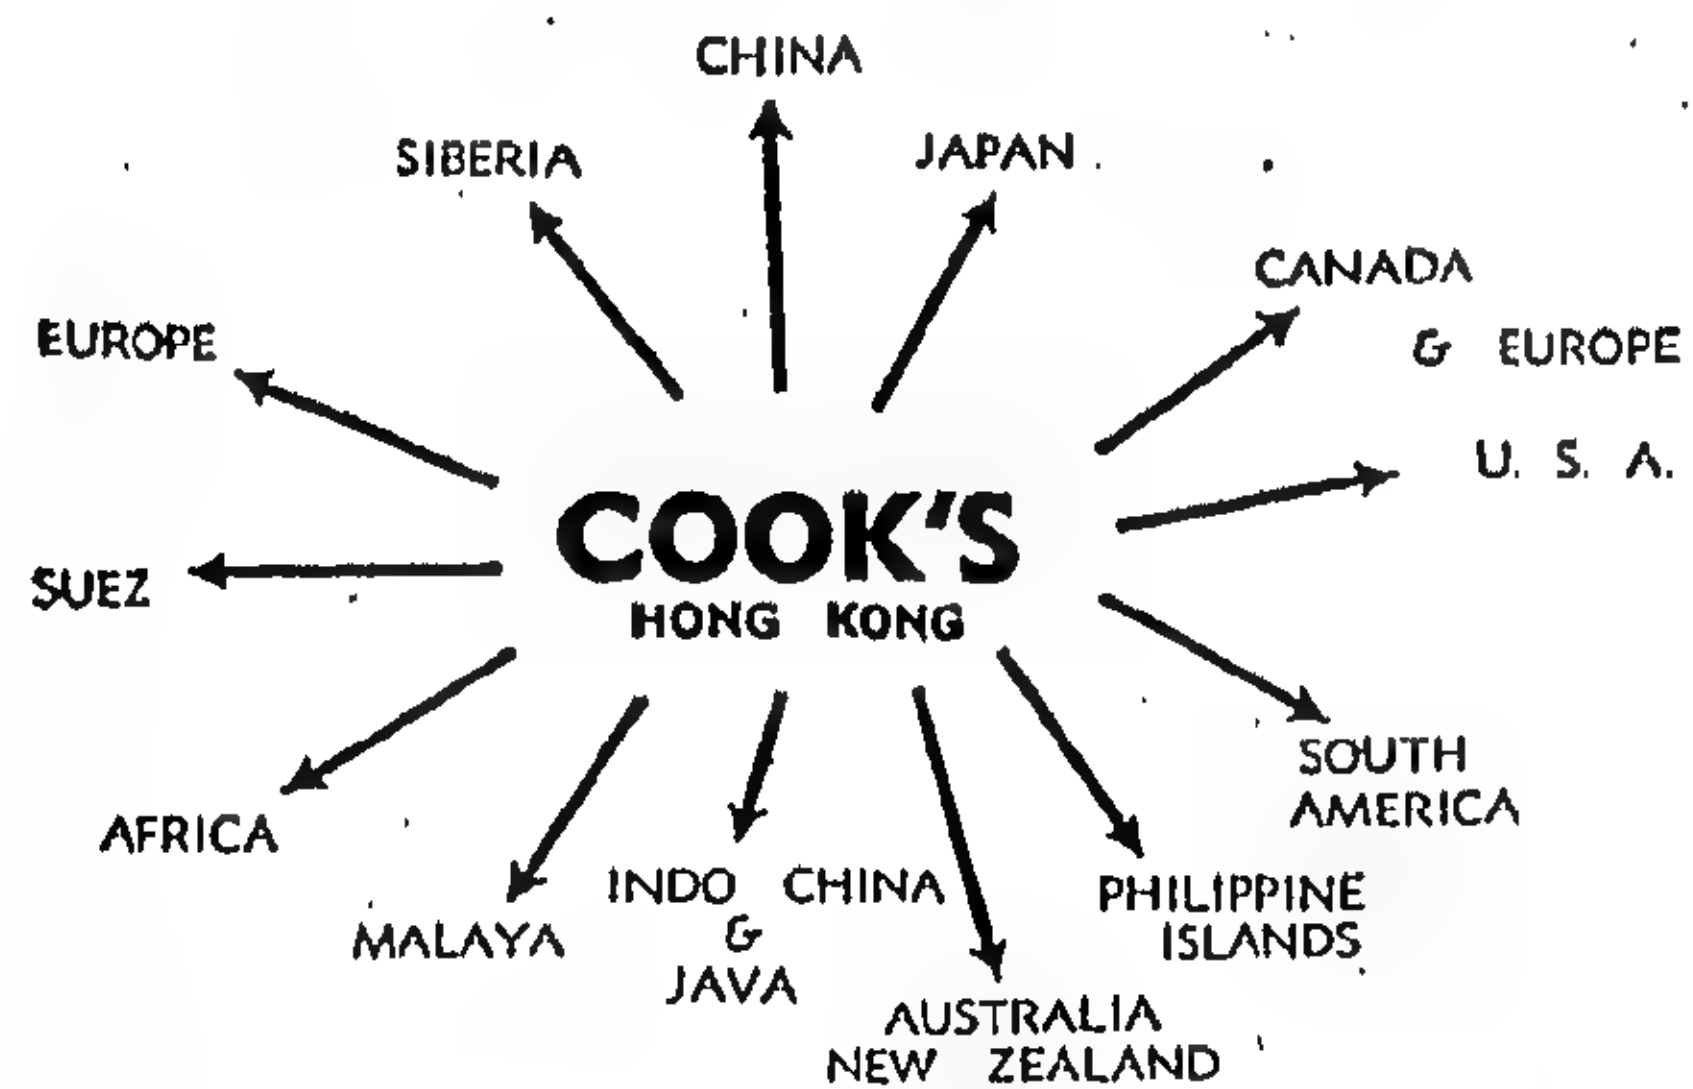 CHINA
SIBERIA
JAPAN
CANADA
& EUROPE
EUROPE
U. S. A.
COOK'S
HONG KONG
SUEZ
SOUTH
AMERICA
AFRICA
INDO CHINA
&
JAVA
MALAYA
PHILIPPINE
ISLANDS
AUSTRALIA
NEW ZEALAND